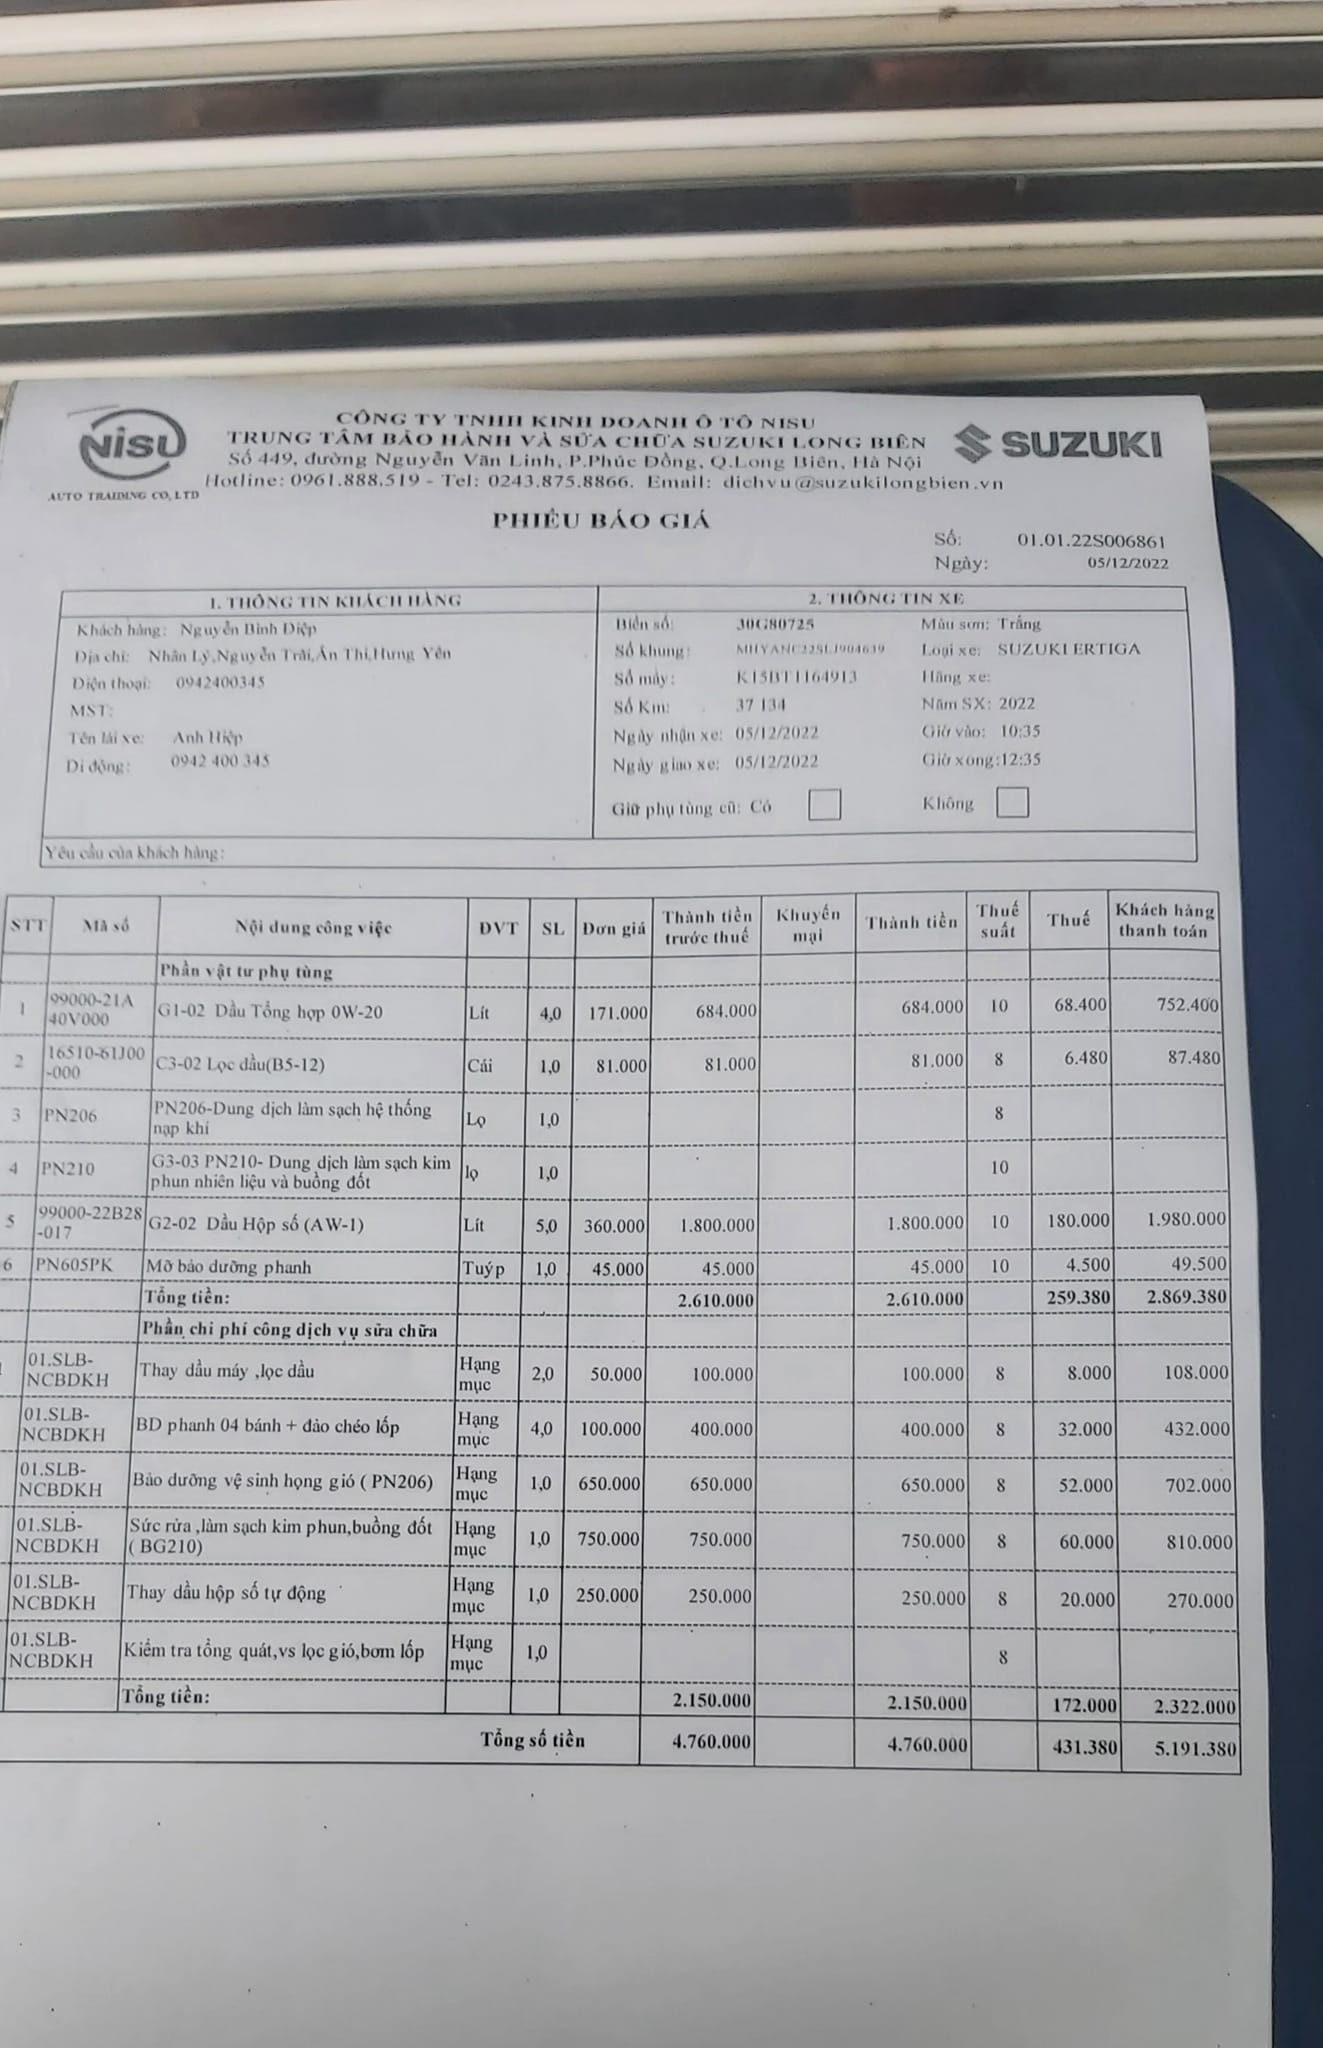 NISU
AUTO TRAIDING CO, LTD
CÔNG TY TNHH KINH DOANH Ô TÔ NISU
TRUNG TÂM BẢO HÀNH VÀ SỬA CHỮA SUZUKI LONG BIÊN
Số 449, đường Nguyễn Văn Linh, P.Phúc Đồng, Q.Long Biên, Hà Nội
Hotline: 0961.888.519 - Tel: 0243.875.8866. Email: dichvu@suzukilongbien.vn
SUZUKI
PHIẾU BÁO GIÁ
Số: 01.01.22S006861
Ngày: 05/12/2022
1. THÔNG TIN KHÁCH HÀNG
Khách hàng: Nguyễn Bình Điệp
Địa chỉ: Nhân Lý,Nguyễn Trãi,Ân Thi,Hưng Yên
Điện thoại: 0942400345
MST:
Tên lái xe: Anh Hiệp
Di động: 0942 400 345
2. THÔNG TIN XE
Biển số: 30G80725 Màu sơn: Trắng
Số khung: Loại xe: SUZUKI ERTIGA
Số máy: K15BT1164913 Hãng xe:
Số Km: 37 134 Năm SX: 2022
Ngày nhận xe: 05/12/2022 Giờ vào: 10:35
Ngày giao xe: 05/12/2022 Giờ xong:12:35
Giữ phụ tùng cũ: Có Không
Yêu cầu của khách hàng:
STT Mã số Nội dung công việc ĐVT SL Đơn giá Thành tiền trước thuế Khuyến mại Thành tiền Thuế suất Thuế Khách hàng thanh toán
Phần vật tư phụ tùng
1 99000-21A40V000 G1-02 Dầu Tổng hợp 0W-20 Lít 4,0 171.000 684.000 684.000 10 68.400 752.400
2 16510-61J00-000 C3-02 Lọc dầu(B5-12) Cái 1,0 81.000 81.000 81.000 8 6.480 87.480
3 PN206 PN206-Dung dịch làm sạch hệ thống nạp khí Lọ 1,0 8
4 PN210 G3-03 PN210- Dung dịch làm sạch kim phun nhiên liệu và buồng đốt lọ 1,0 10
5 99000-22B28-017 G2-02 Dầu Hộp số (AW-1) Lít 5,0 360.000 1.800.000 1.800.000 10 180.000 1.980.000
6 PN605PK Mỡ bảo dưỡng phanh Tuýp 1,0 45.000 45.000 45.000 10 4.500 49.500
Tổng tiền: 2.610.000 2.610.000 259.380 2.869.380
Phần chi phí công dịch vụ sửa chữa
01.SLB-NCBDKH Thay dầu máy ,lọc dầu Hạng mục 2,0 50.000 100.000 100.000 8 8.000 108.000
01.SLB-NCBDKH BD phanh 04 bánh + đảo chéo lốp Hạng mục 4,0 100.000 400.000 400.000 8 32.000 432.000
01.SLB-NCBDKH Bảo dưỡng vệ sinh họng gió ( PN206) Hạng mục 1,0 650.000 650.000 650.000 8 52.000 702.000
01.SLB-NCBDKH Sức rửa ,làm sạch kim phun,buồng đốt ( BG210) Hạng mục 1,0 750.000 750.000 750.000 8 60.000 810.000
01.SLB-NCBDKH Thay dầu hộp số tự động Hạng mục 1,0 250.000 250.000 250.000 8 20.000 270.000
01.SLB-NCBDKH Kiểm tra tổng quát,vs lọc gió,bơm lốp Hạng mục 1,0 8
Tổng tiền: 2.150.000 2.150.000 172.000 2.322.000
Tổng số tiền 4.760.000 4.760.000 431.380 5.191.380